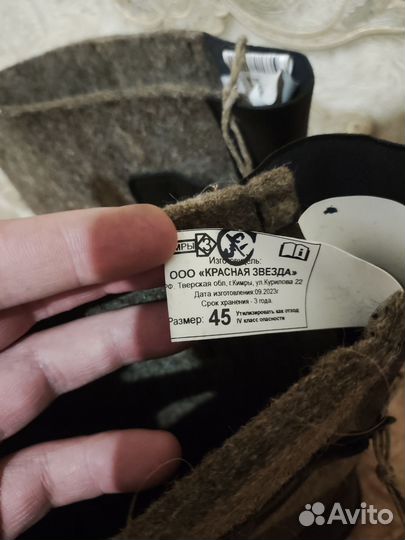 Изготовитель:
ООО «КРАСНАЯ ЗВЕЗДА»
РФ, Тверская обл, г.Кимры, ул.Курилова 22
Дата изготовления:09.2023г
Срок хранения - 3 года.
Размер: 45 Утилизировать как отход
IV класс опасности
Avito